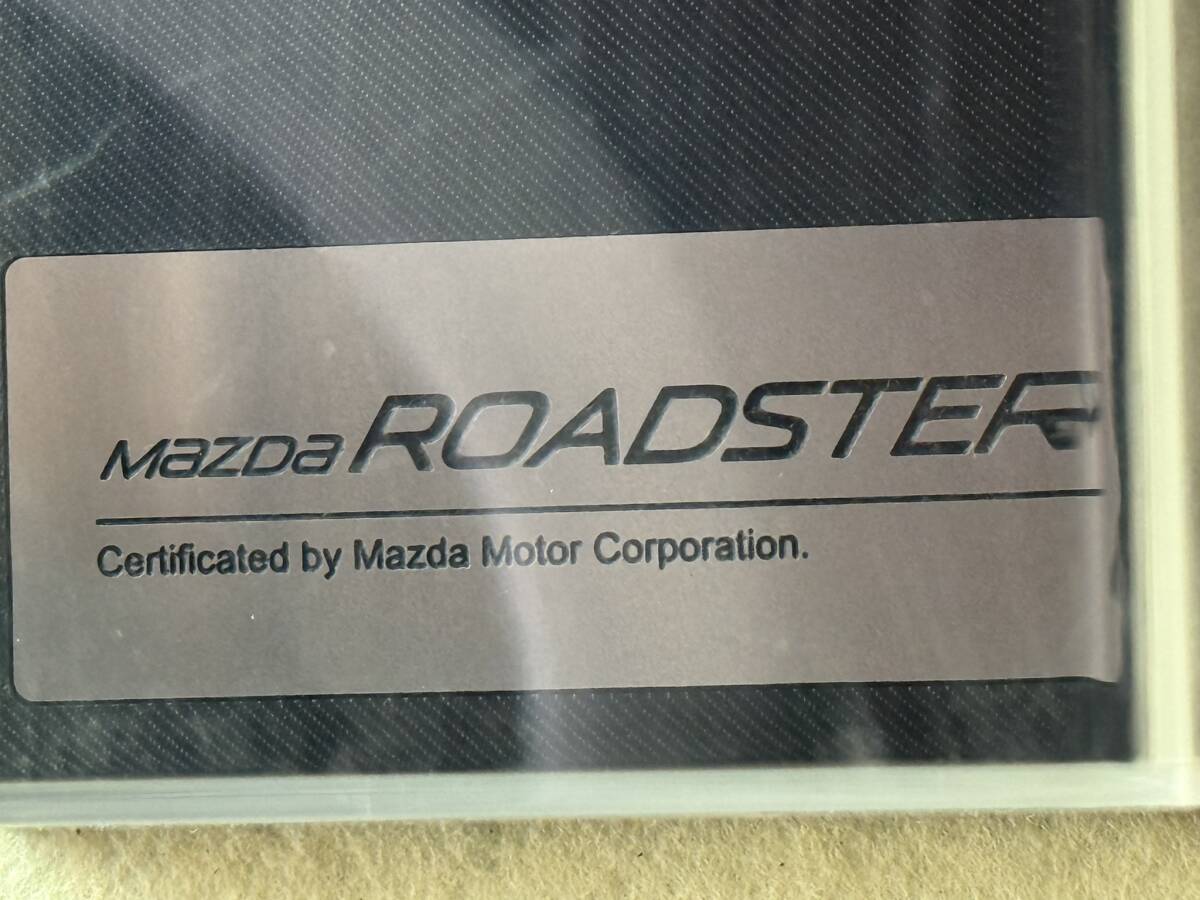 mazDa ROADSTER
Certificated by Mazda Motor Corporation.